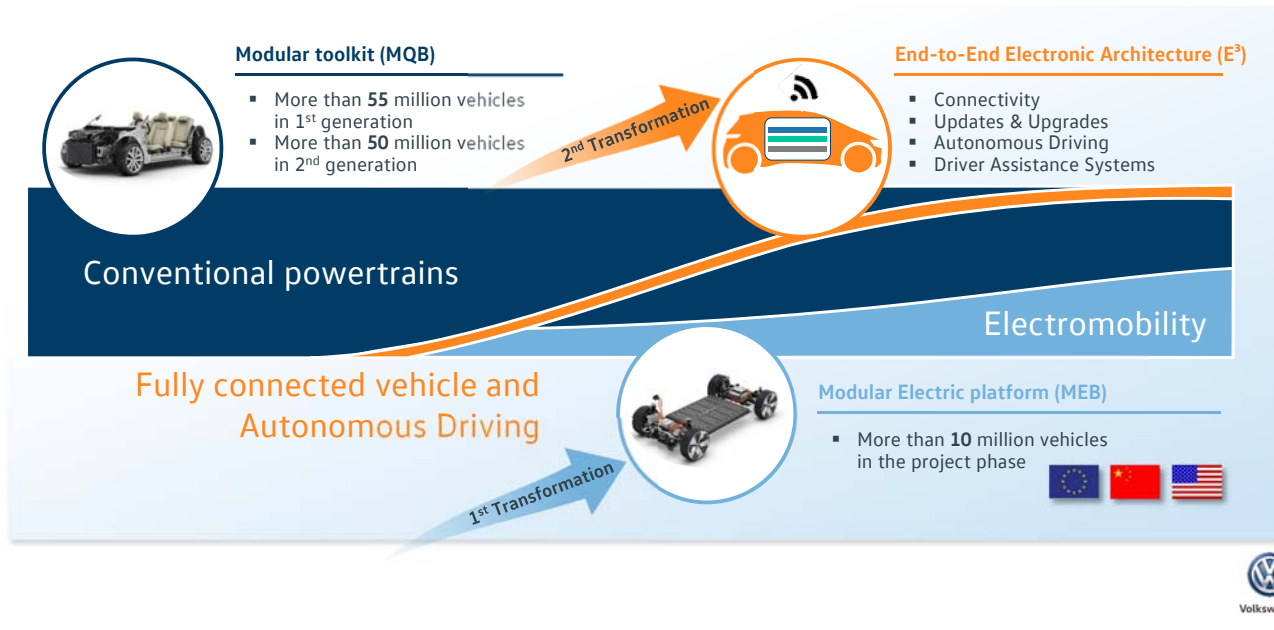 Modular toolkit (MQB)
▪ More than 55 million vehicles
in 1st generation
▪ More than 50 million vehicles
in 2nd generation
2nd Transformation
End-to-End Electronic Architecture (E³)
▪ Connectivity
▪ Updates & Upgrades
▪ Autonomous Driving
▪ Driver Assistance Systems
Conventional powertrains
Electromobility
Fully connected vehicle and
Autonomous Driving
1st Transformation
Modular Electric platform (MEB)
▪ More than 10 million vehicles
in the project phase
Volksw